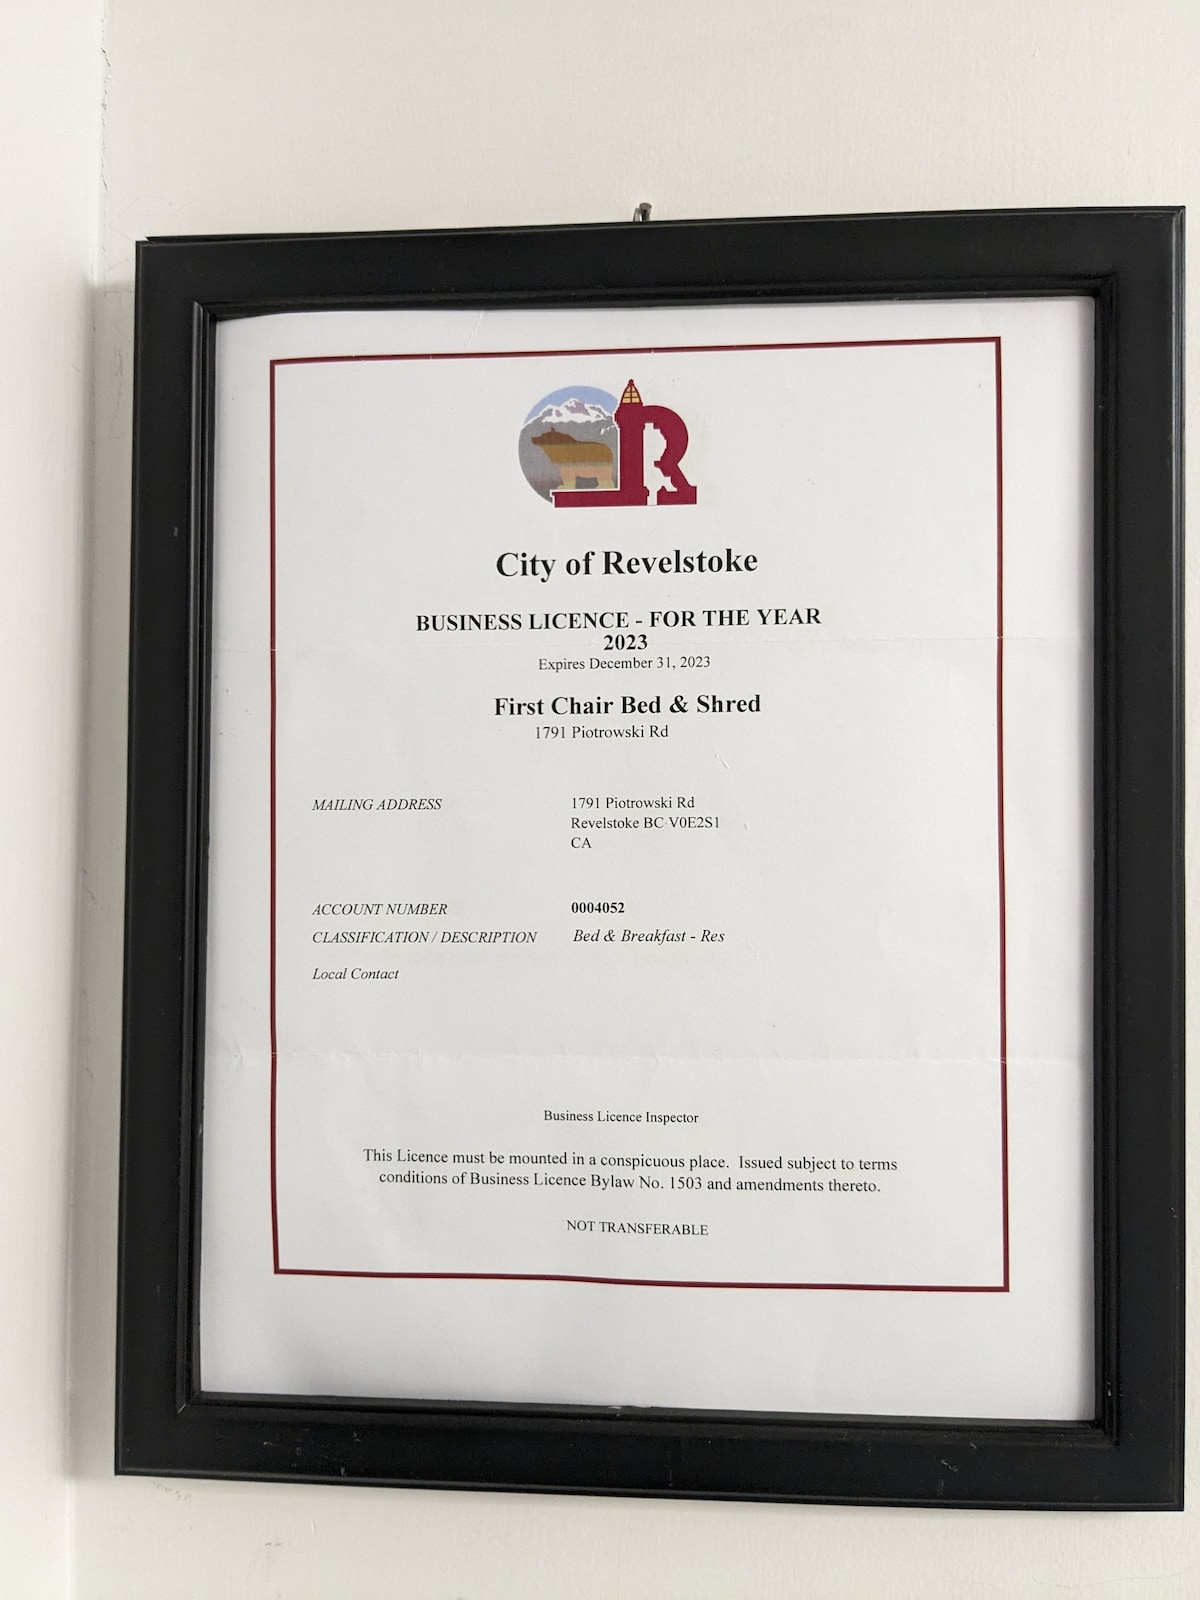 City of Revelstoke
BUSINESS LICENCE - FOR THE YEAR
2023
Expires December 31, 2023
First Chair Bed & Shred
1791 Piotrowski Rd
MAILING ADDRESS 1791 Piotrowski Rd
Revelstoke BC V0E2S1
CA
ACCOUNT NUMBER 0004052
CLASSIFICATION / DESCRIPTION Bed & Breakfast - Res
Local Contact
Business Licence Inspector
This Licence must be mounted in a conspicuous place. Issued subject to terms
conditions of Business Licence Bylaw No. 1503 and amendments thereto.
NOT TRANSFERABLE